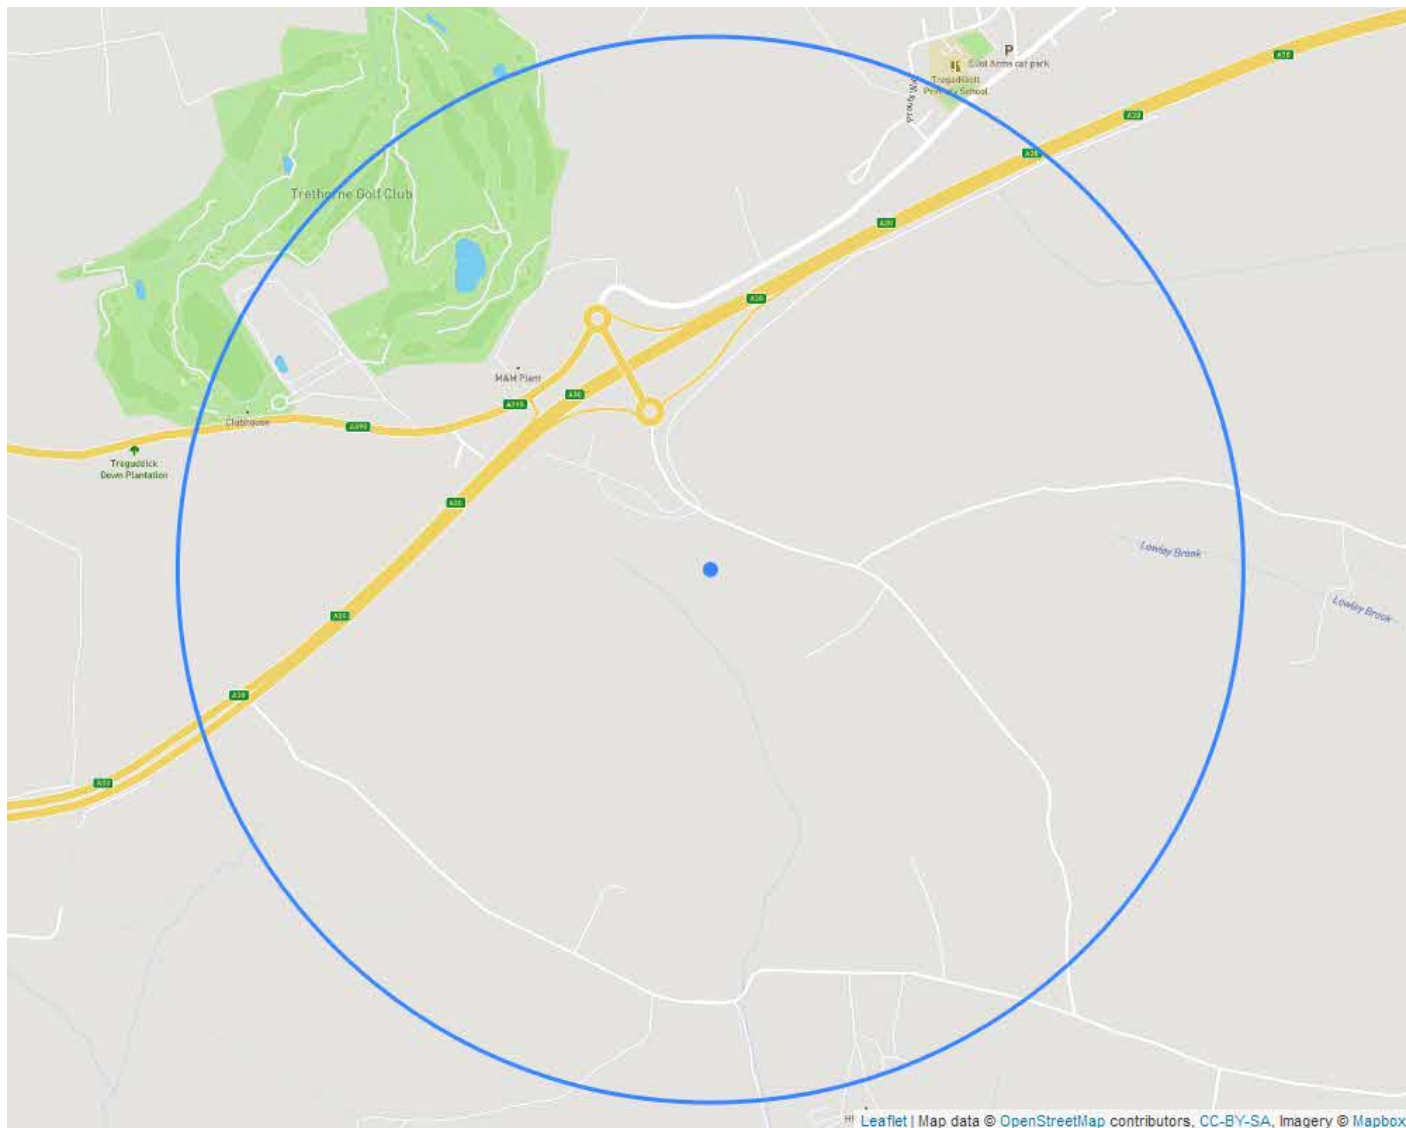 A30
P
Eliot Arms car park
Tregadillett
Primary School
A30
A30
Trethorne Golf Club
A30
A30
M&M Plant
A30
A395
Clubhouse
A395
Tregaddick
Down Plantation
A30
Lowley Brook
Lowley Brook
A30
A30
A30
Leaflet | Map data © OpenStreetMap contributors, CC-BY-SA, Imagery © Mapbox